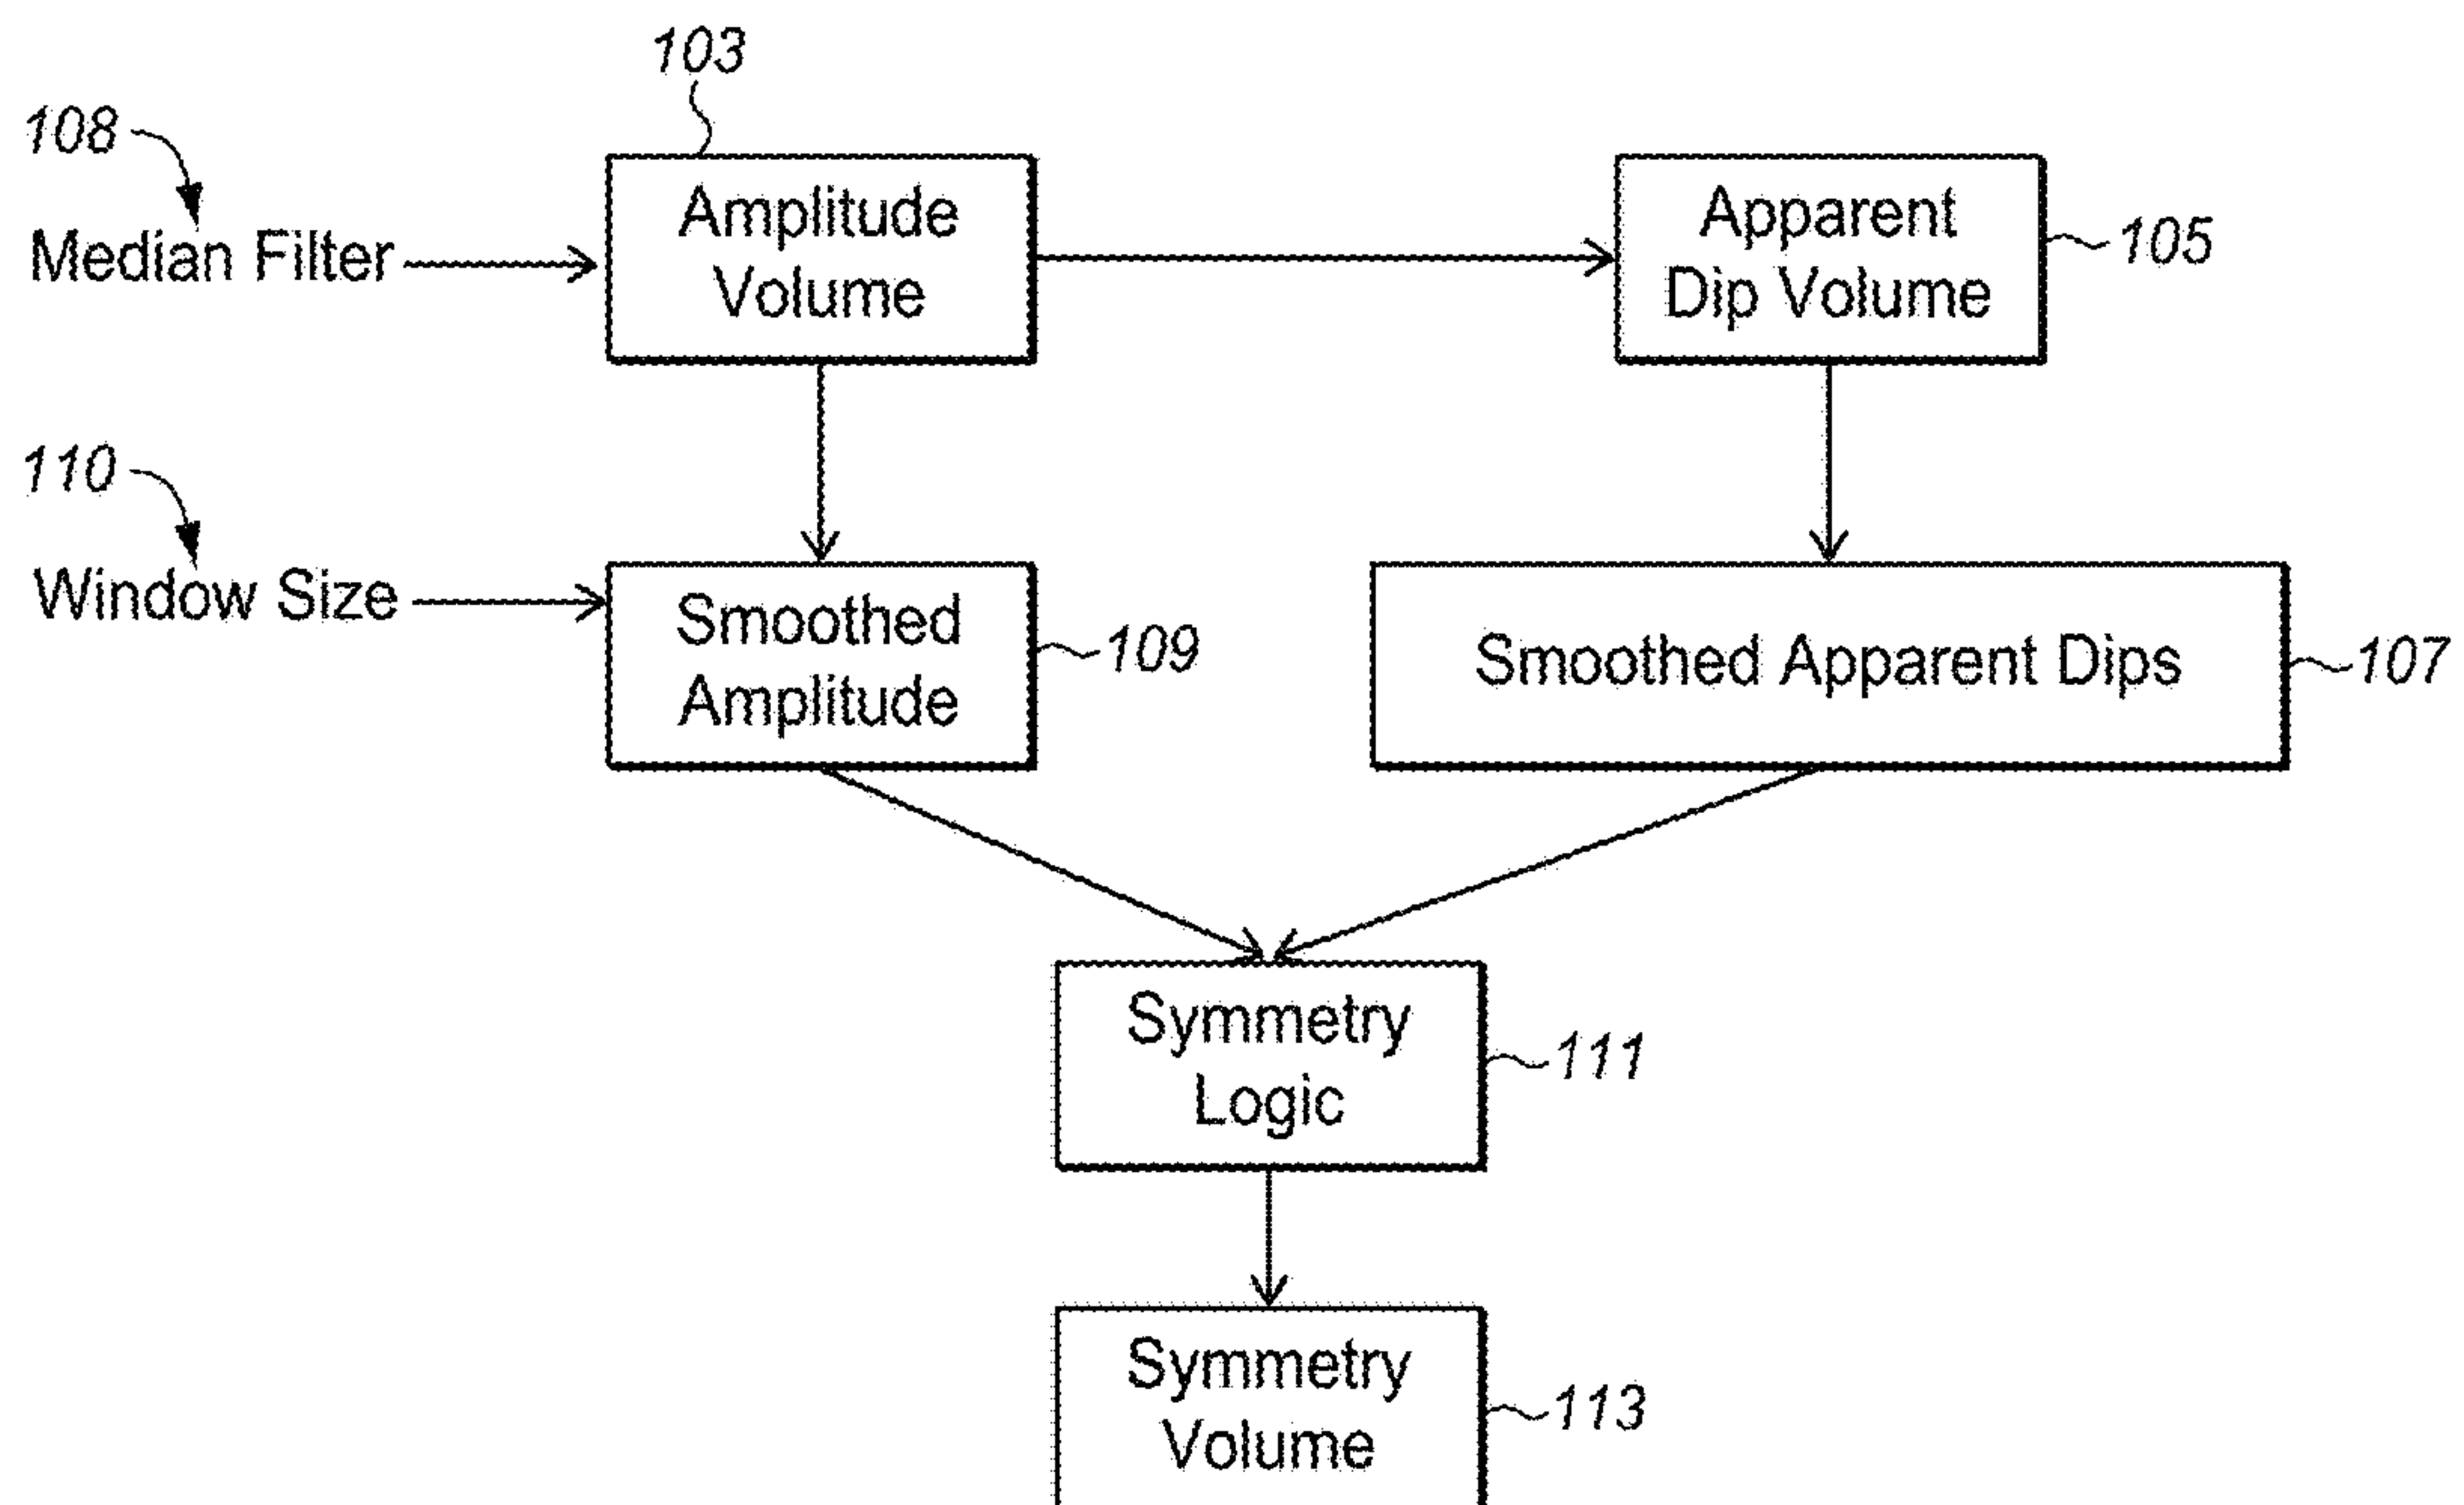 103
108
Median Filter
Amplitude
Volume
Apparent
Dip Volume
105
110
Window Size
Smoothed
Amplitude
109
Smoothed Apparent Dips
107
Symmetry
Logic
111
Symmetry
Volume
113